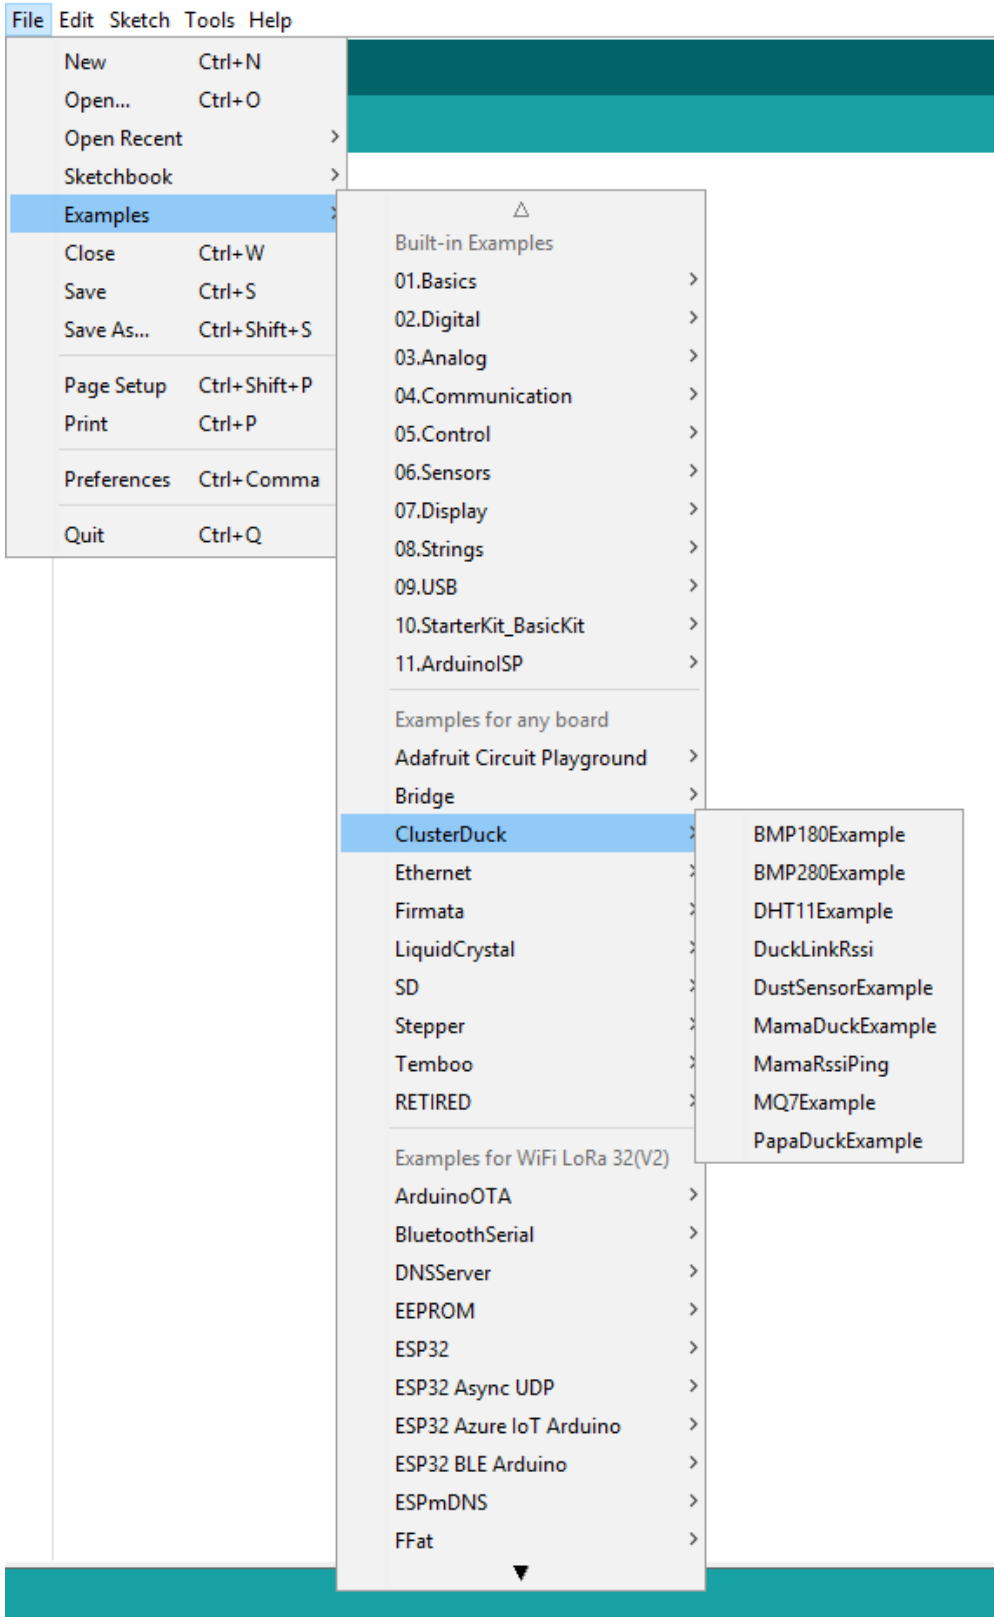 File Edit Sketch Tools Help
New Ctrl+N
Open... Ctrl+O
Open Recent
Sketchbook
Examples
Close Ctrl+W
Save Ctrl+S
Save As... Ctrl+Shift+S
Page Setup Ctrl+Shift+P
Print Ctrl+P
Preferences Ctrl+Comma
Quit Ctrl+Q
Built-in Examples
01.Basics
02.Digital
03.Analog
04.Communication
05.Control
06.Sensors
07.Display
08.Strings
09.USB
10.StarterKit_BasicKit
11.ArduinoISP
Examples for any board
Adafruit Circuit Playground
Bridge
ClusterDuck
Ethernet
Firmata
LiquidCrystal
SD
Stepper
Temboo
RETIRED
Examples for WiFi LoRa 32(V2)
ArduinoOTA
BluetoothSerial
DNSServer
EEPROM
ESP32
ESP32 Async UDP
ESP32 Azure IoT Arduino
ESP32 BLE Arduino
ESPmDNS
FFat
BMP180Example
BMP280Example
DHT11Example
DuckLinkRssi
DustSensorExample
MamaDuckExample
MamaRssiPing
MQ7Example
PapaDuckExample